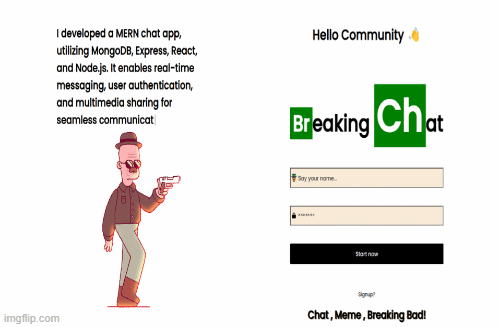 I developed a MERN chat app,
utilizing MongoDB, Express, React,
and Node.js. It enables real-time
messaging, user authentication,
and multimedia sharing for
seamless communicat
Hello Community 👋
Breaking Chat
Say your name..
*******
Start now
Signup?
Chat , Meme , Breaking Bad!
imgflip.com